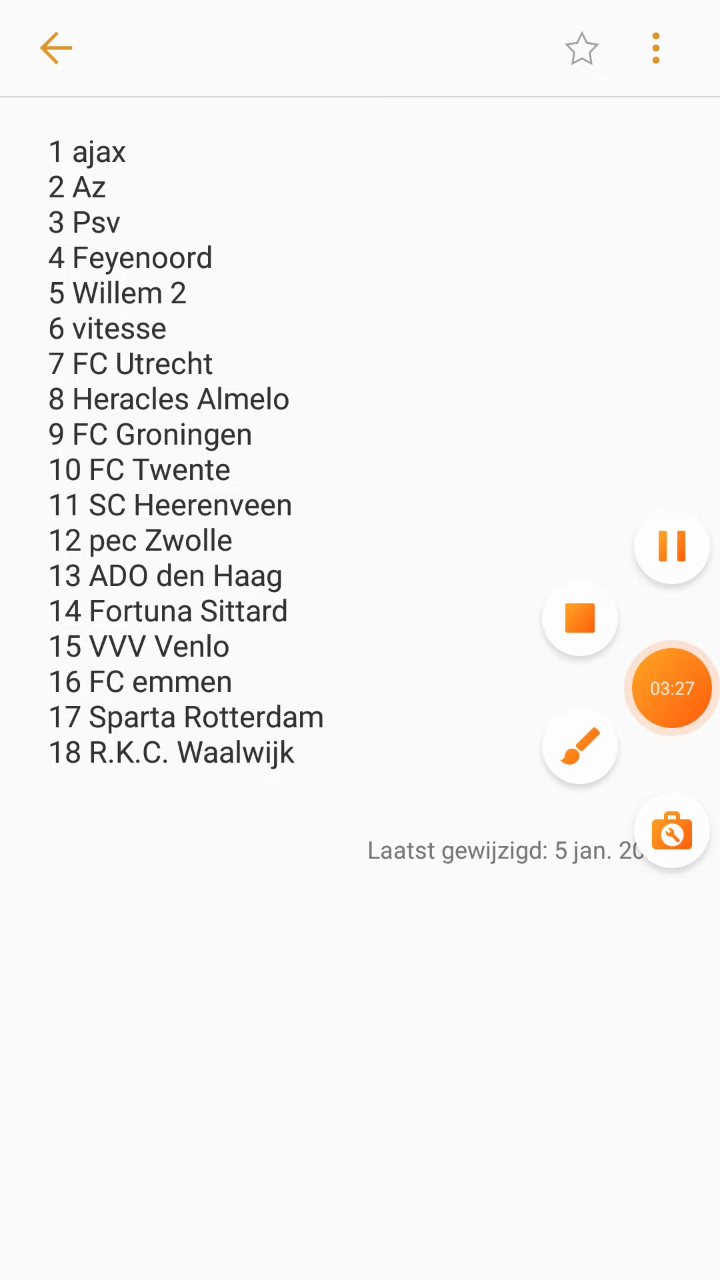 1 ajax
2 Az
3 Psv
4 Feyenoord
5 Willem 2
6 vitesse
7 FC Utrecht
8 Heracles Almelo
9 FC Groningen
10 FC Twente
11 SC Heerenveen
12 pec Zwolle
13 ADO den Haag
14 Fortuna Sittard
15 VVV Venlo
16 FC emmen
17 Sparta Rotterdam
18 R.K.C. Waalwijk
03:27
Laatst gewijzigd: 5 jan.